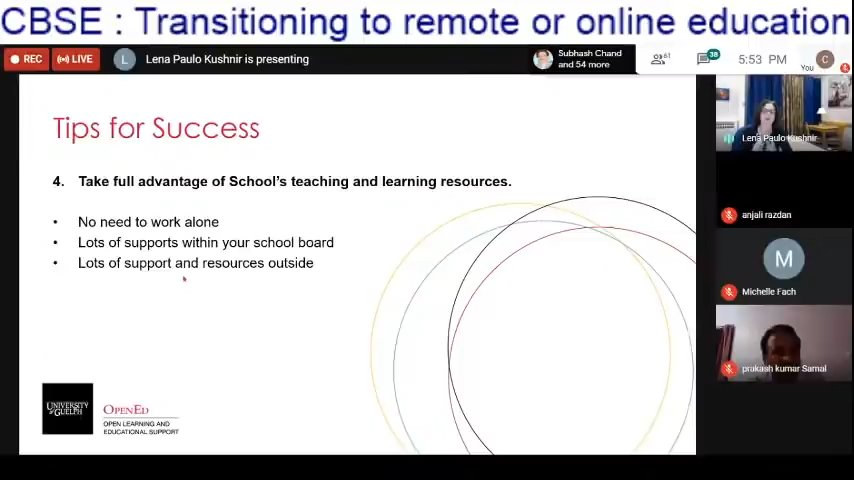 CBSE : Transitioning to remote or online education
REC
LIVE
L
Lena Paulo Kushnir is presenting
Subhash Chand
and 54 more
61
38
5:53 PM
You
C
Tips for Success
4. Take full advantage of School's teaching and learning resources.
• No need to work alone
• Lots of supports within your school board
• Lots of support and resources outside
UNIVERSITY
OF GUELPH
OPENED
OPEN LEARNING AND
EDUCATIONAL SUPPORT
Lena Paulo Kushnir
anjali razdan
M
Michelle Fach
prakash kumar Samal